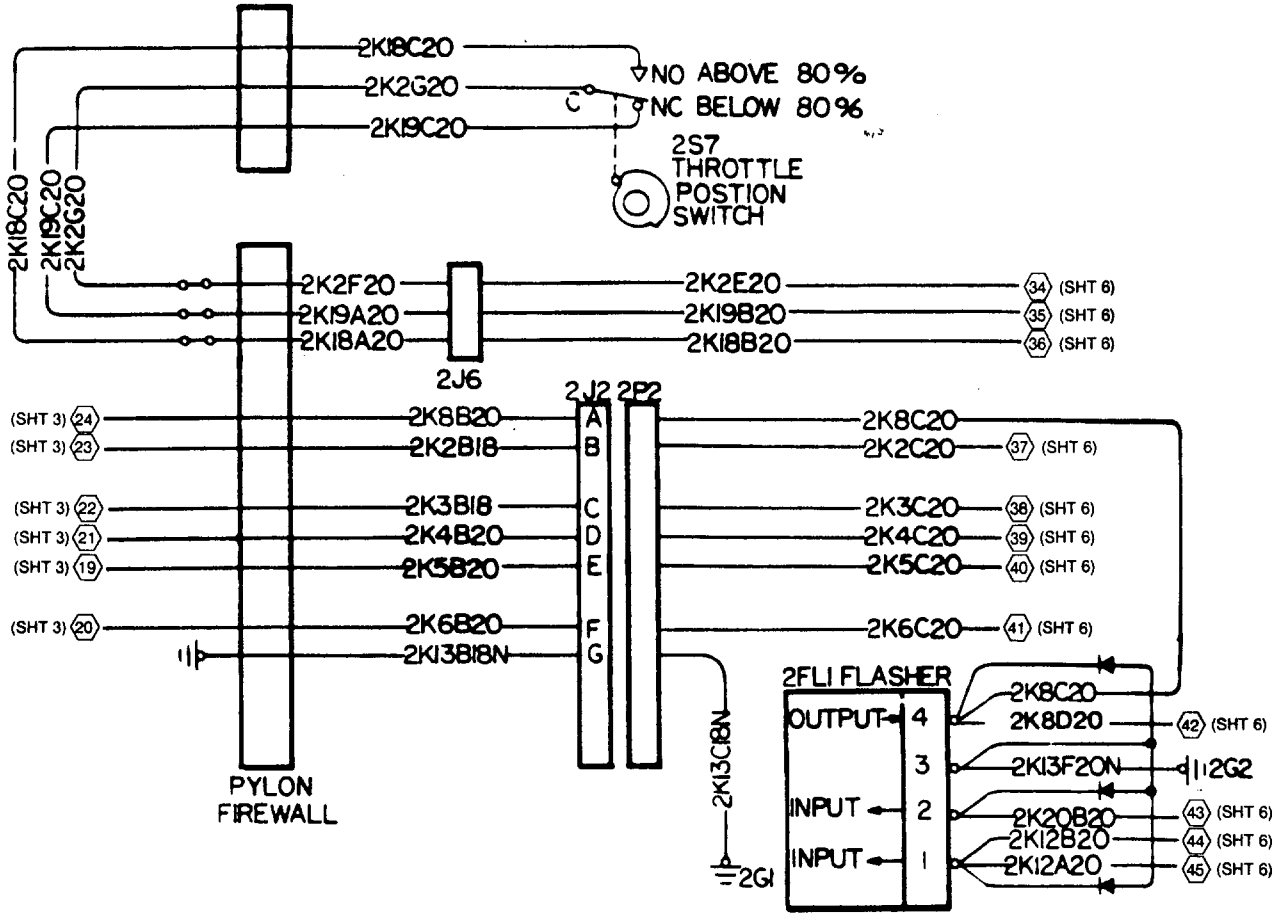 2K18C20
NO ABOVE 80%
2K2G20
C
NC BELOW 80%
2K19C20
2S7
THROTTLE
POSTION
SWITCH
2K18C20
2K19C20
2K2G20
2K2F20
2K2E20
34 (SHT 6)
2K19A20
2K19B20
35 (SHT 6)
2K18A20
2K18B20
36 (SHT 6)
2J6
2J2 2P2
(SHT 3) 24
2K8B20
A
2K8C20
(SHT 3) 23
2K2B18
B
2K2C20
37 (SHT 6)
(SHT 3) 22
2K3B18
C
2K3C20
38 (SHT 6)
(SHT 3) 21
2K4B20
D
2K4C20
39 (SHT 6)
(SHT 3) 19
2K5B20
E
2K5C20
40 (SHT 6)
(SHT 3) 20
2K6B20
F
2K6C20
41 (SHT 6)
2K13B18N
G
2K13C18N
2G1
PYLON
FIREWALL
2FL1 FLASHER
2K8C20
OUTPUT 4
2K8D20
42 (SHT 6)
3
2K13F20N
2G2
INPUT 2
2K20B20
43 (SHT 6)
2K12B20
44 (SHT 6)
INPUT 1
2K12A20
45 (SHT 6)